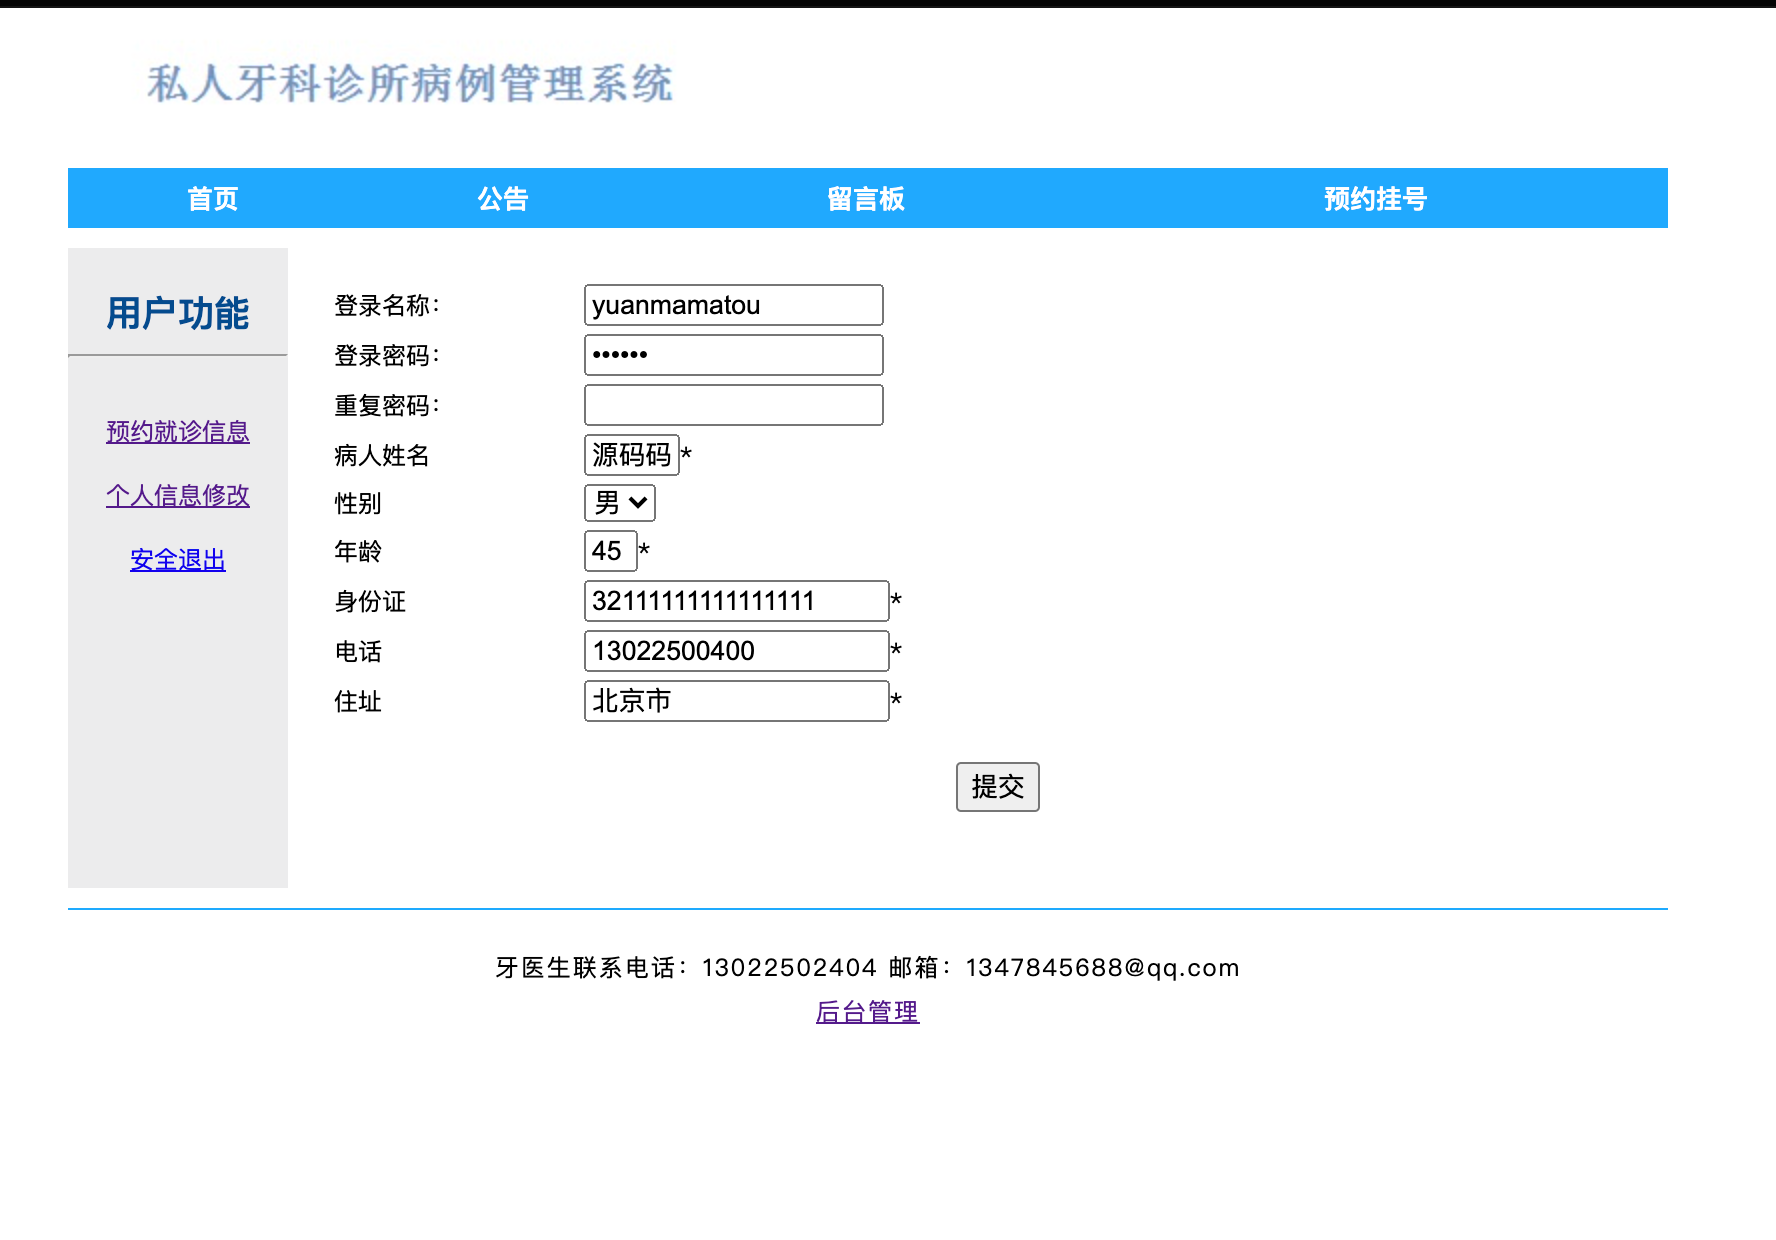 私人牙科诊所病例管理系统
首页 公告 留言板 预约挂号
用户功能
预约就诊信息
个人信息修改
安全退出
登录名称： yuanmamatou
登录密码： ••••••
重复密码：
病人姓名 源码码*
性别 男
年龄 45 *
身份证 32111111111111111 *
电话 13022500400 *
住址 北京市 *
提交
牙医生联系电话：13022502404 邮箱：1347845688@qq.com
后台管理